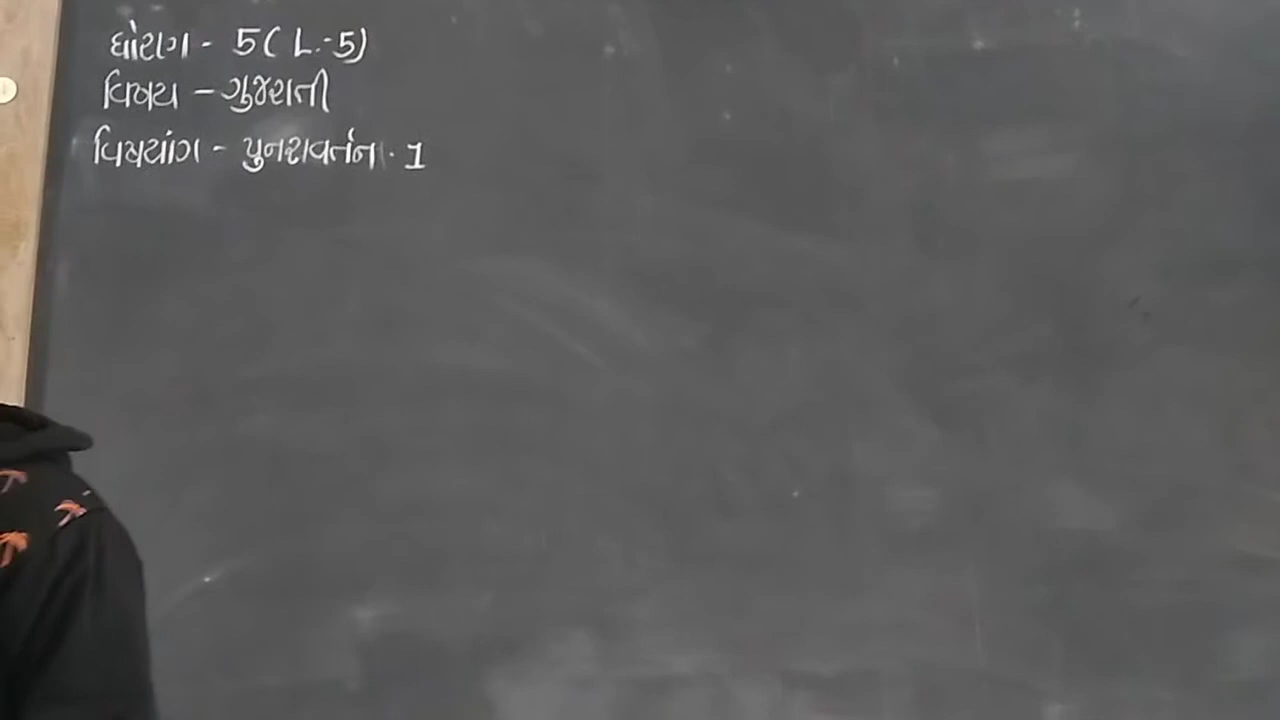 ધોરણ - 5 ( L.-5)
વિષય - ગુજરાતી
વિષયાંગ - પુનરાવર્તન . 1